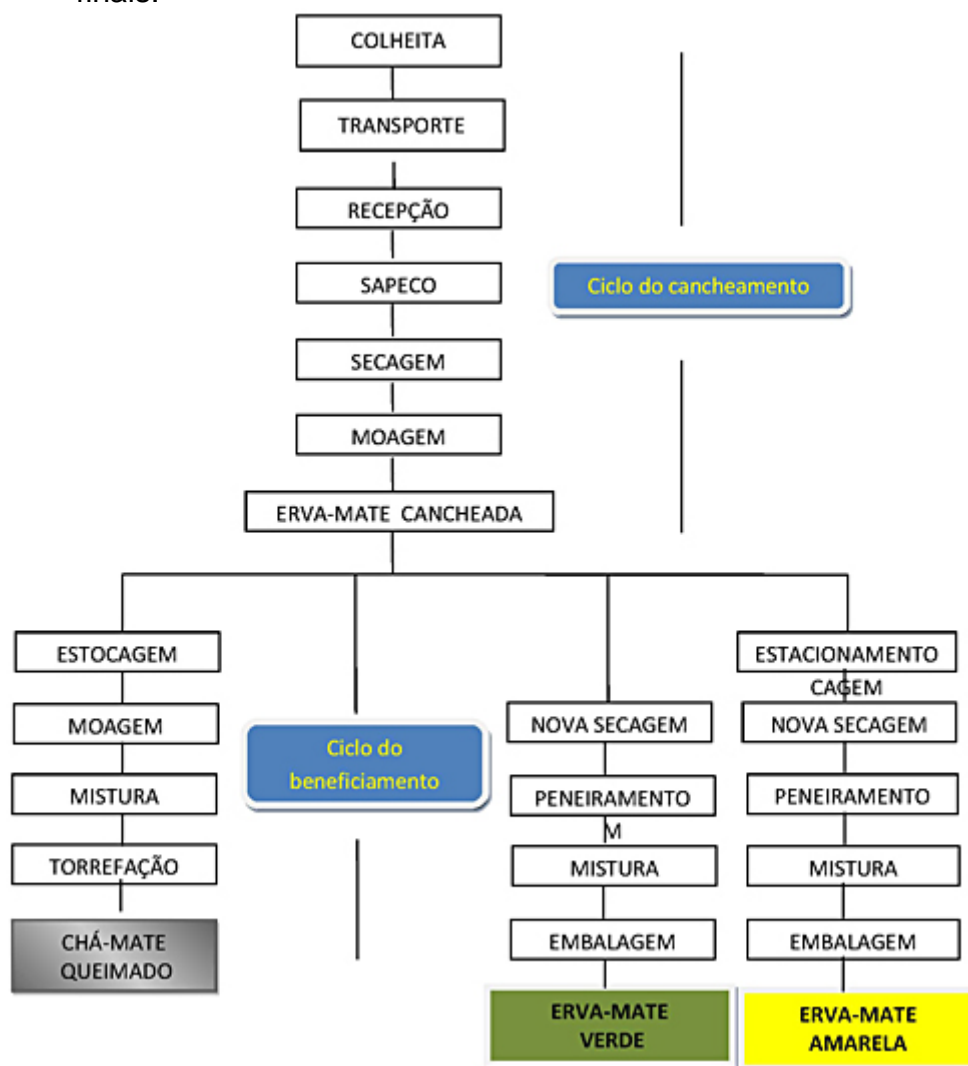 finais.
COLHEITA
TRANSPORTE
RECEPÇÃO
SAPECO
Ciclo do cancheamento
SECAGEM
MOAGEM
ERVA-MATE CANCHEADA
ESTOCAGEM
MOAGEM
MISTURA
TORREFAÇÃO
CHÁ-MATE
QUEIMADO
Ciclo do
beneficiamento
NOVA SECAGEM
PENEIRAMENTO
M
MISTURA
EMBALAGEM
ERVA-MATE
VERDE
ESTACIONAMENTO
CAGEM
NOVA SECAGEM
PENEIRAMENTO
MISTURA
EMBALAGEM
ERVA-MATE
AMARELA